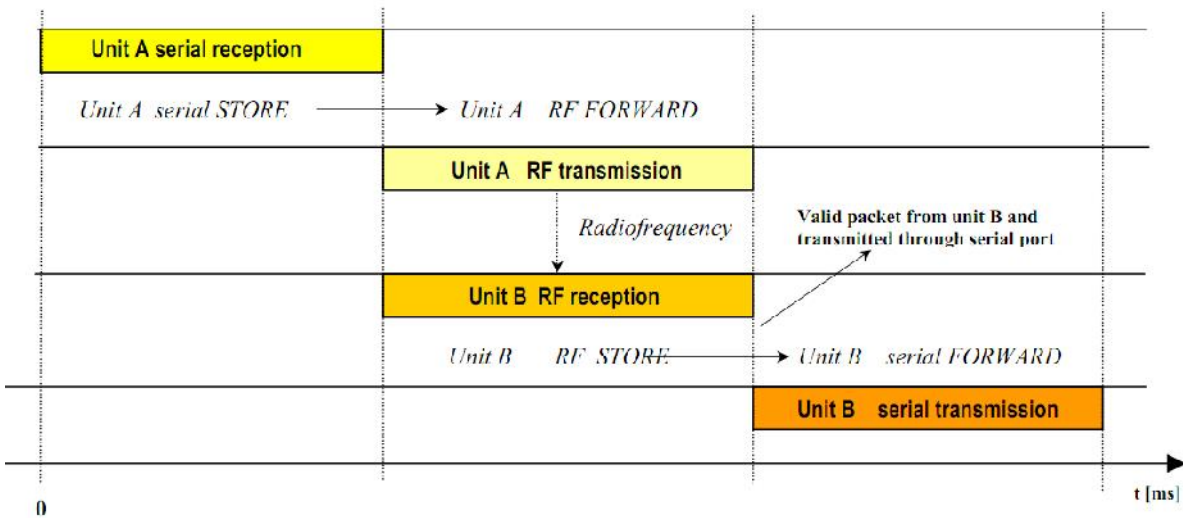 Unit A serial reception
Unit A serial STORE Unit A RF FORWARD
Unit A RF transmission
Radiofrequency
Valid packet from unit B and
transmitted through serial port
Unit B RF reception
Unit B RF STORE Unit B serial FORWARD
Unit B serial transmission
t [ms]
0